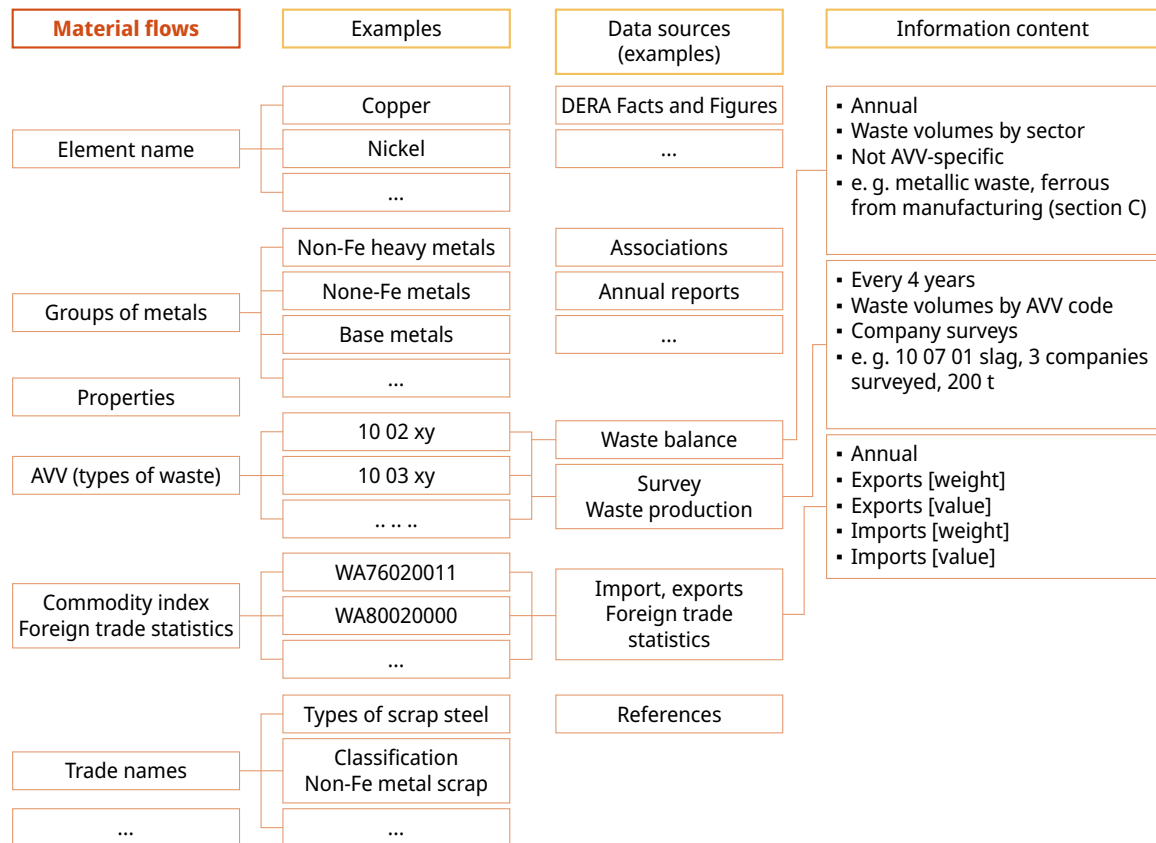 Material flows
Examples
Data sources
(examples)
Information content
Element name
Copper
Nickel
...
DERA Facts and Figures
...
▪ Annual
▪ Waste volumes by sector
▪ Not AVV-specific
▪ e. g. metallic waste, ferrous
from manufacturing (section C)
Groups of metals
Non-Fe heavy metals
None-Fe metals
Base metals
...
Associations
Annual reports
...
▪ Every 4 years
▪ Waste volumes by AVV code
▪ Company surveys
▪ e. g. 10 07 01 slag, 3 companies
surveyed, 200 t
Properties
AVV (types of waste)
10 02 xy
10 03 xy
.. .. ..
Waste balance
Survey
Waste production
▪ Annual
▪ Exports [weight]
▪ Exports [value]
▪ Imports [weight]
▪ Imports [value]
Commodity index
Foreign trade statistics
WA76020011
WA80020000
...
Import, exports
Foreign trade
statistics
Trade names
Types of scrap steel
Classification
Non-Fe metal scrap
...
References
...